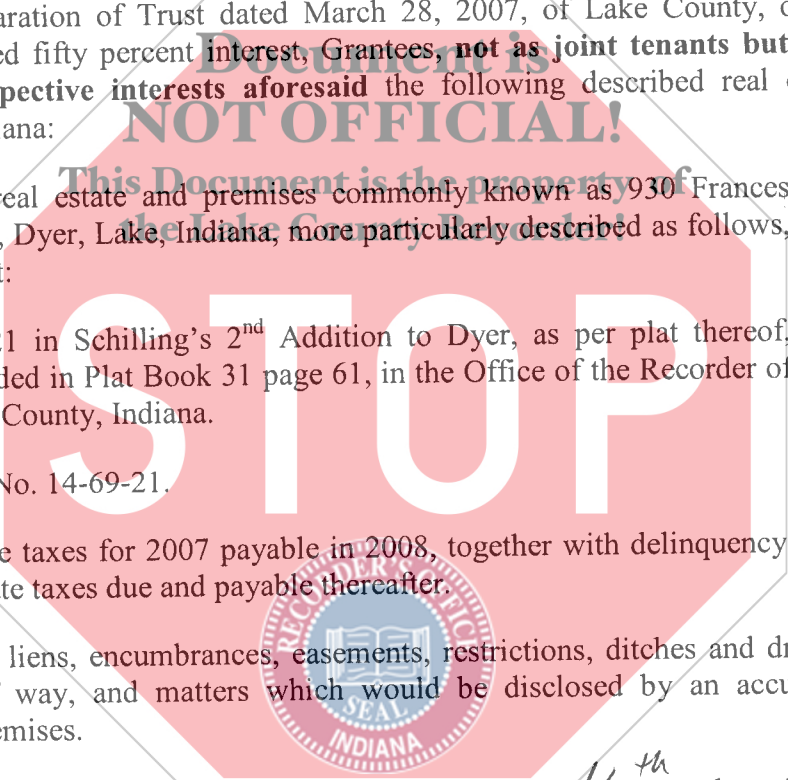 aration of Trust dated March 28, 2007, of Lake County,
ed fifty percent interest, Grantees, not as joint tenants but
Document is
pective interests aforesaid the following described real
NOT OFFICIAL!
iana:
This Document is the property of
real estate and premises commonly known as 930 Frances
the Lake County Recorder!
, Dyer, Lake, Indiana, more particularly described as follows,
t:
STOP
1 in Schilling's 2nd Addition to Dyer, as per plat thereof,
ded in Plat Book 31 page 61, in the Office of the Recorder of
County, Indiana.
No. 14-69-21.
e taxes for 2007 payable in 2008, together with delinquency
te taxes due and payable thereafter.
RECORDER'S OFFICE
liens, encumbrances, easements, restrictions, ditches and dr
way, and matters which would be disclosed by an accu
SEAL
emises.
INDIANA
th